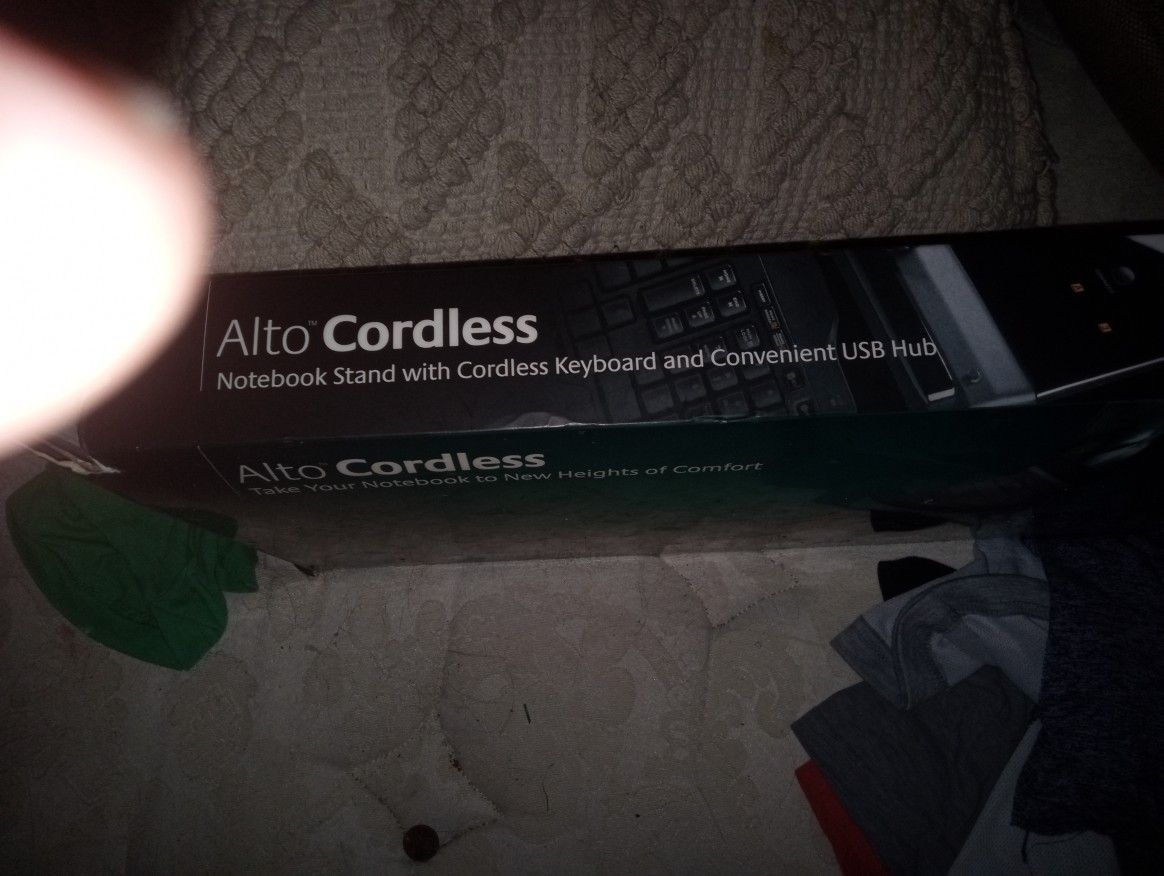 Alto™ Cordless
Notebook Stand with Cordless Keyboard and Convenient USB Hub
Alto™ Cordless
Take Your Notebook to New Heights of Comfort